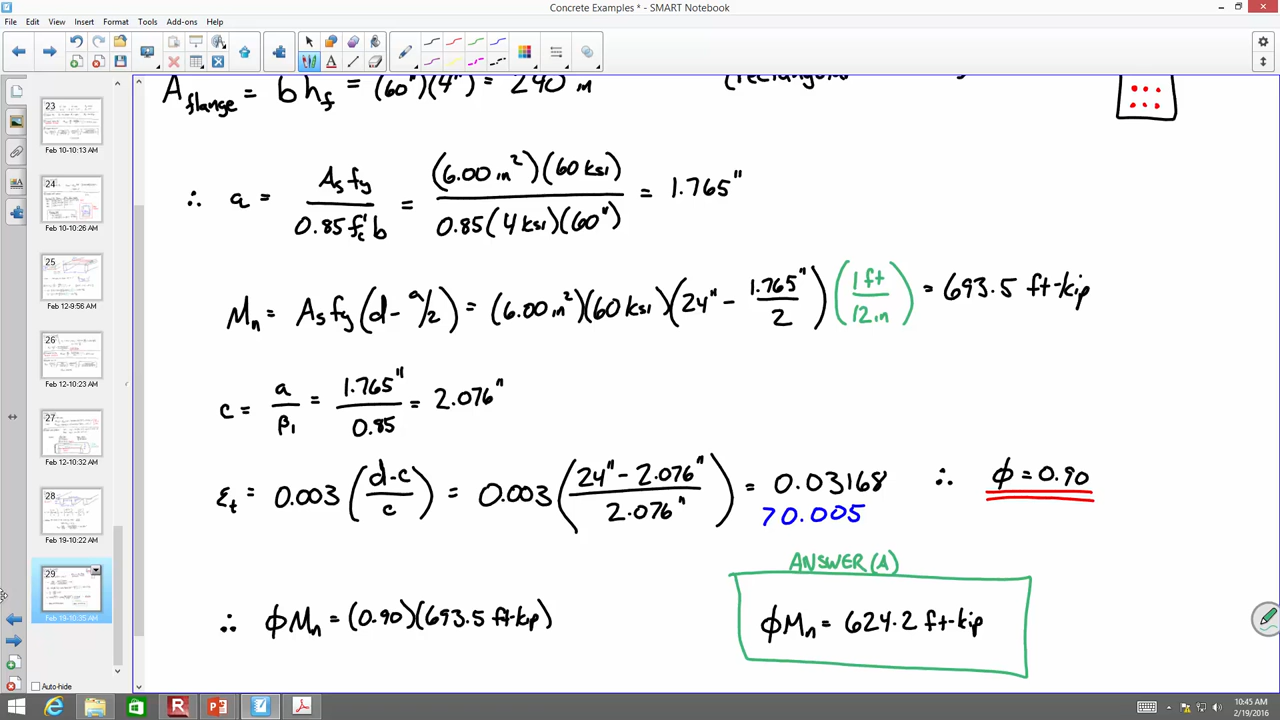 Concrete Examples * - SMART Notebook
File Edit View Insert Format Tools Add-ons Help
A flange = b hf = (60")(4") = 240 in
∴ a = As fy / 0.85 f'c b = (6.00 in²)(60 ksi) / 0.85(4 ksi)(60") = 1.765"
Mn = As fy (d - a/2) = (6.00 in²)(60 ksi)(24" - 1.765"/2)(1 ft/12 in) = 693.5 ft-kip
c = a/β1 = 1.765"/0.85 = 2.076"
εt = 0.003 (d-c/c) = 0.003 (24" - 2.076"/2.076") = 0.03168 ∴ φ = 0.90
>0.005
ANSWER (A)
∴ φMn = (0.90)(693.5 ft-kip)
φMn = 624.2 ft-kip
23
Feb 10-10:13 AM
24
Feb 10-10:26 AM
25
Feb 12-9:56 AM
26
Feb 12-10:23 AM
27
Feb 12-10:32 AM
28
Feb 19-10:22 AM
29
Feb 19-10:35 AM
Auto-hide
10:45 AM
2/19/2016